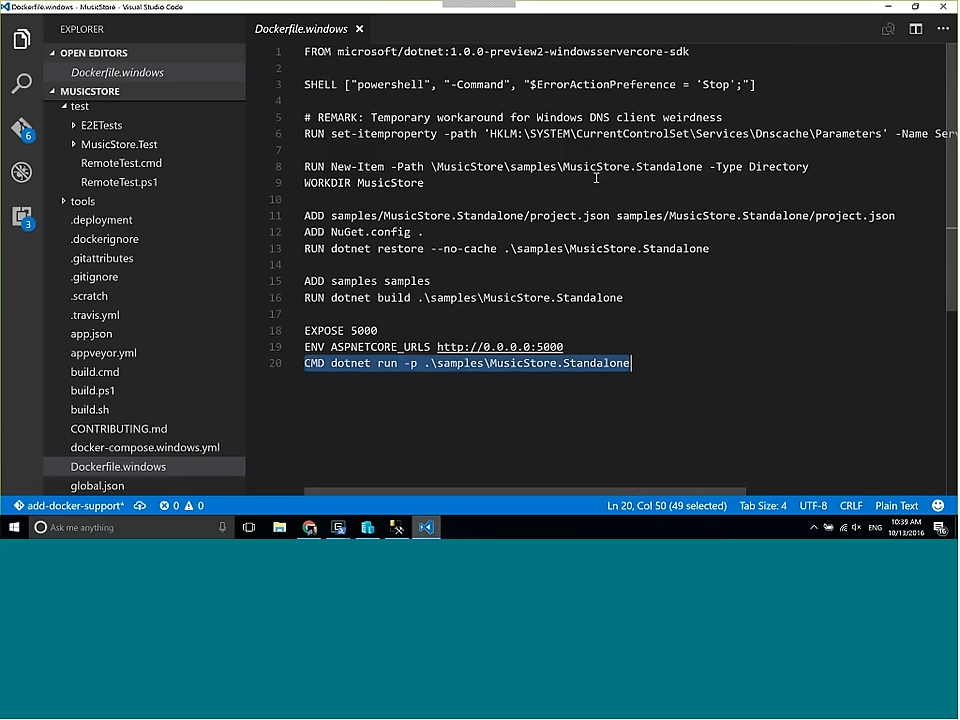 Dockerfile.windows - MusicStore - Visual Studio Code
EXPLORER
OPEN EDITORS
Dockerfile.windows
MUSICSTORE
test
E2ETests
MusicStore.Test
RemoteTest.cmd
RemoteTest.ps1
tools
.deployment
.dockerignore
.gitattributes
.gitignore
.scratch
.travis.yml
app.json
appveyor.yml
build.cmd
build.ps1
build.sh
CONTRIBUTING.md
docker-compose.windows.yml
Dockerfile.windows
global.json
6
3
Dockerfile.windows
1 FROM microsoft/dotnet:1.0.0-preview2-windowsservercore-sdk
2
3 SHELL ["powershell", "-Command", "$ErrorActionPreference = 'Stop';"]
4
5 # REMARK: Temporary workaround for Windows DNS client weirdness
6 RUN set-itemproperty -path 'HKLM:\SYSTEM\CurrentControlSet\Services\Dnscache\Parameters' -Name Ser
7
8 RUN New-Item -Path \MusicStore\samples\MusicStore.Standalone -Type Directory
9 WORKDIR MusicStore
10
11 ADD samples/MusicStore.Standalone/project.json samples/MusicStore.Standalone/project.json
12 ADD NuGet.config .
13 RUN dotnet restore --no-cache .\samples\MusicStore.Standalone
14
15 ADD samples samples
16 RUN dotnet build .\samples\MusicStore.Standalone
17
18 EXPOSE 5000
19 ENV ASPNETCORE_URLS http://0.0.0.0:5000
20 CMD dotnet run -p .\samples\MusicStore.Standalone
add-docker-support* 0 0 Ln 20, Col 50 (49 selected) Tab Size: 4 UTF-8 CRLF Plain Text
Ask me anything
ENG
10:39 AM
10/13/2016
16